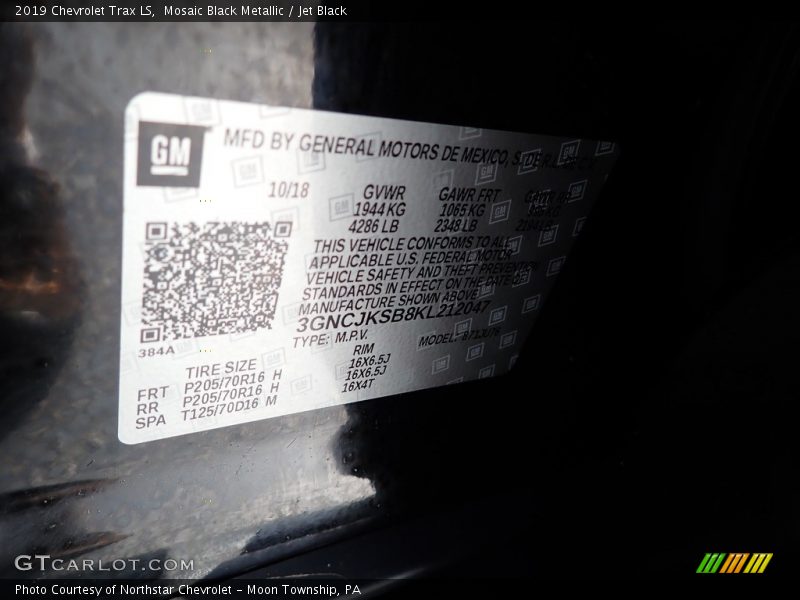 2019 Chevrolet Trax LS, Mosaic Black Metallic / Jet Black
GM
MFD BY GENERAL MOTORS DE MEXICO, S. DE R.L. DE C.V.
10/18
GVWR GAWR FRT GAWR RR
1944 KG 1065 KG
4286 LB 2348 LB
THIS VEHICLE CONFORMS TO ALL
APPLICABLE U.S. FEDERAL MOTOR
VEHICLE SAFETY AND THEFT PREVENTION
STANDARDS IN EFFECT ON THE DATE OF
MANUFACTURE SHOWN ABOVE
3GNCJKSB8KL212047
TYPE: M.P.V. MODEL:
384A
TIRE SIZE RIM
FRT P205/70R16 H 16X6.5J
RR P205/70R16 H 16X6.5J
SPA T125/70D16 M 16X4T
GTCARLOT.COM
Photo Courtesy of Northstar Chevrolet - Moon Township, PA